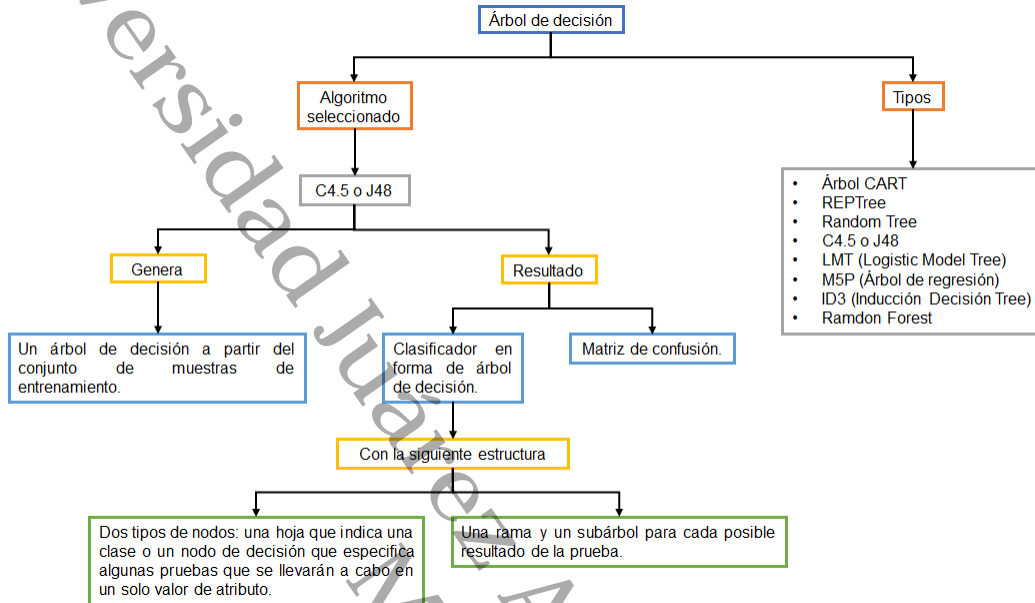 Árbol de decisión
Algoritmo
seleccionado
Tipos
C4.5 o J48
• Árbol CART
• REPTree
• Random Tree
• C4.5 o J48
• LMT (Logistic Model Tree)
• M5P (Árbol de regresión)
• ID3 (Inducción Decisión Tree)
• Ramdon Forest
Genera
Resultado
Un árbol de decisión a partir del
conjunto de muestras de
entrenamiento.
Clasificador en
forma de árbol
de decisión.
Matriz de confusión.
Con la siguiente estructura
Dos tipos de nodos: una hoja que indica una
clase o un nodo de decisión que especifica
algunas pruebas que se llevarán a cabo en
un solo valor de atributo.
Una rama y un subárbol para cada posible
resultado de la prueba.
versidad Juárez A
M